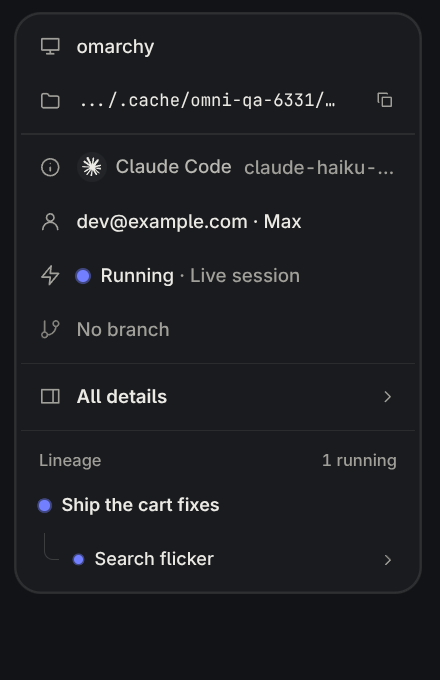 omarchy
.../.cache/omni-qa-6331/…
Claude Code claude-haiku-...
dev@example.com · Max
Running · Live session
No branch
All details
Lineage 1 running
Ship the cart fixes
Search flicker